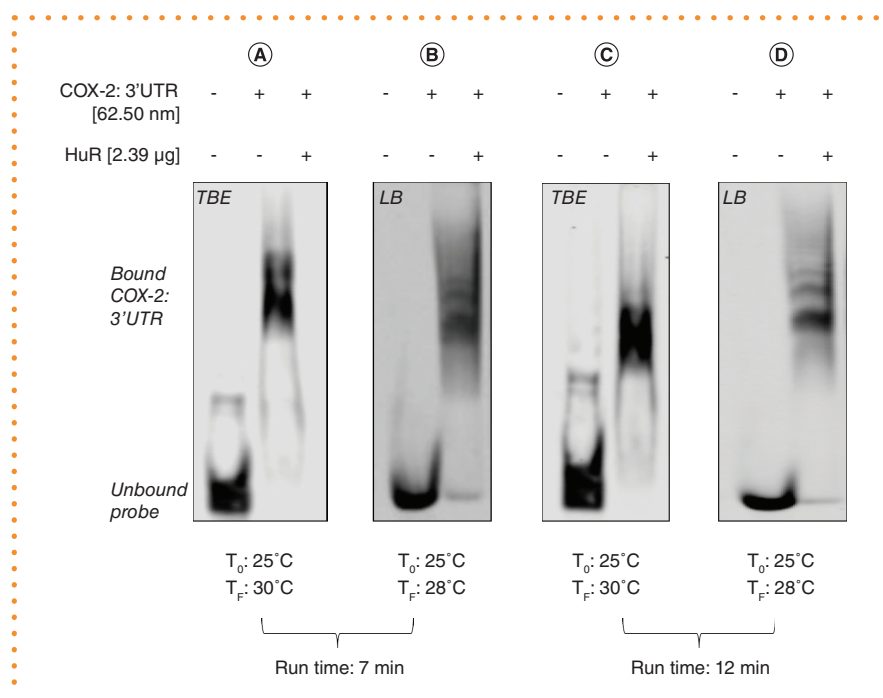 A B C D
COX-2: 3'UTR - + + - + + - + + - + +
[62.50 nm]
HuR [2.39 µg] - - + - - + - - + - - +
TBE LB TBE LB
Bound
COX-2:
3'UTR
Unbound
probe
T0: 25˚C T0: 25˚C T0: 25˚C T0: 25˚C
TF: 30˚C TF: 28˚C TF: 30˚C TF: 28˚C
Run time: 7 min Run time: 12 min